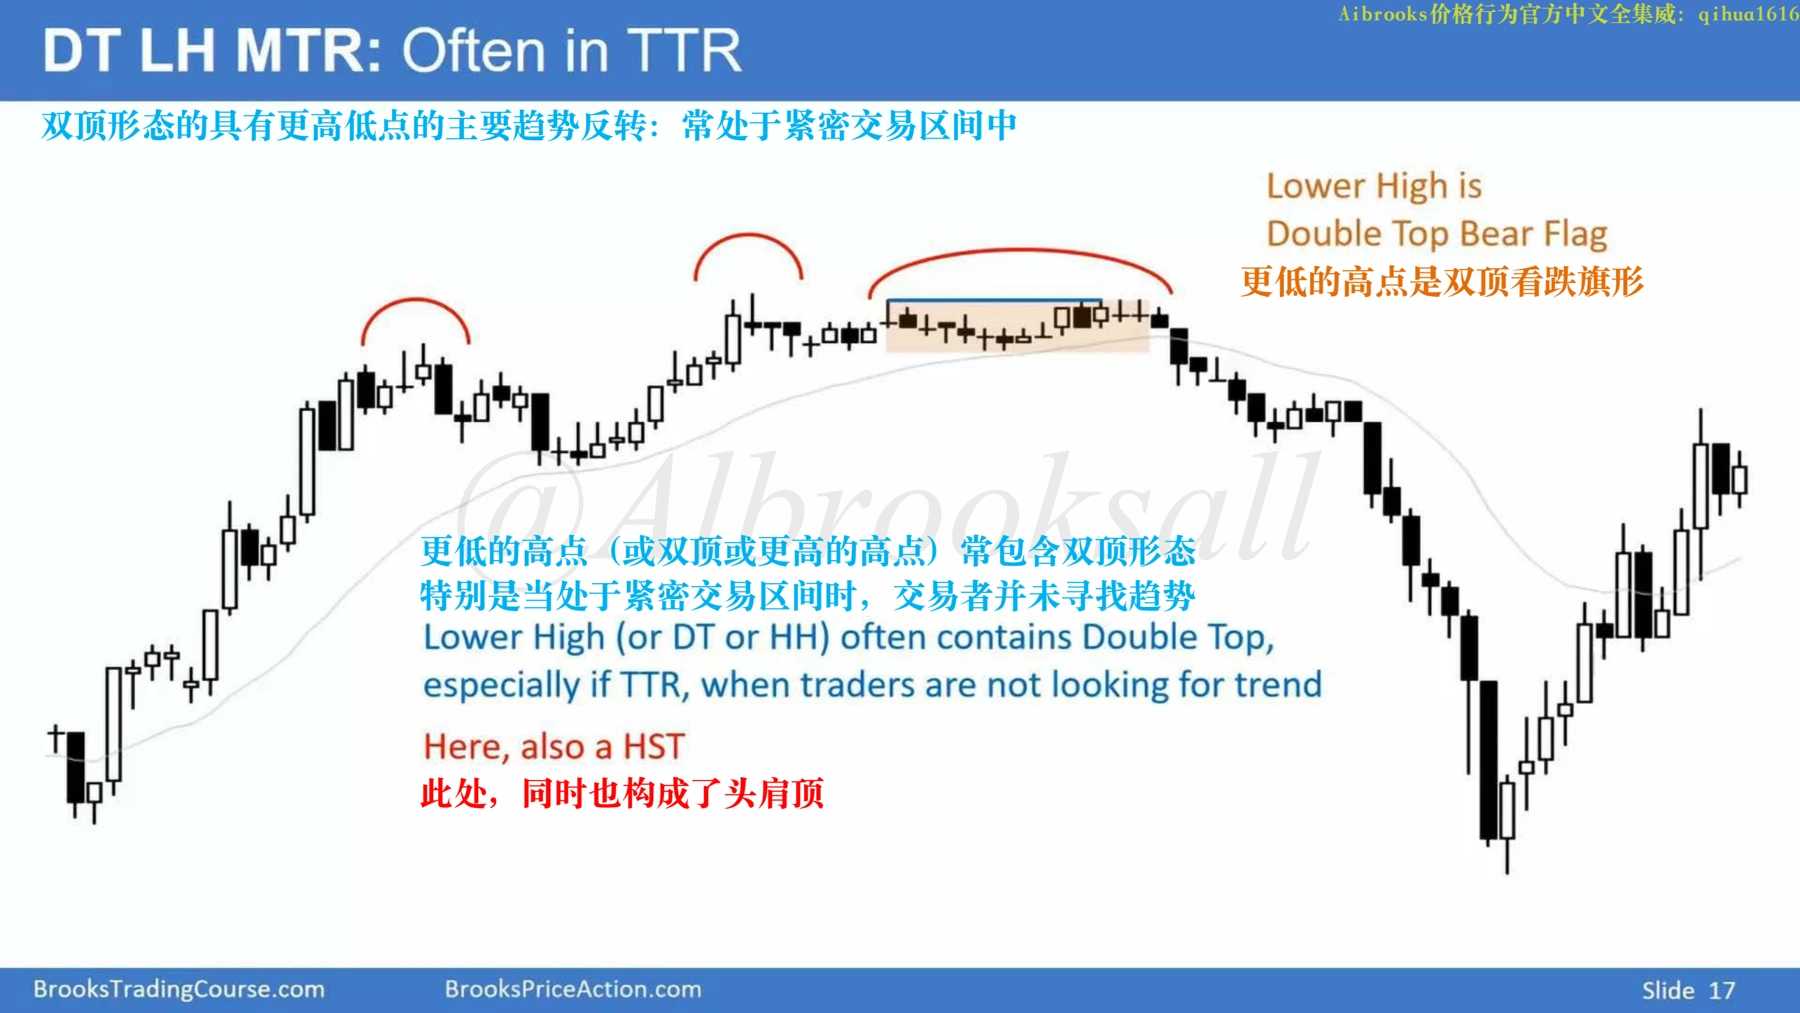 Aibrooks价格行为官方中文全集威：qihua1616
DT LH MTR: Often in TTR
双顶形态的具有更高低点的主要趋势反转：常处于紧密交易区间中
Lower High is
Double Top Bear Flag
更低的高点是双顶看跌旗形
@Albrooksall
更低的高点（或双顶或更高的高点）常包含双顶形态
特别是当处于紧密交易区间时，交易者并未寻找趋势
Lower High (or DT or HH) often contains Double Top,
especially if TTR, when traders are not looking for trend
Here, also a HST
此处，同时也构成了头肩顶
BrooksTradingCourse.com
BrooksPriceAction.com
Slide 17